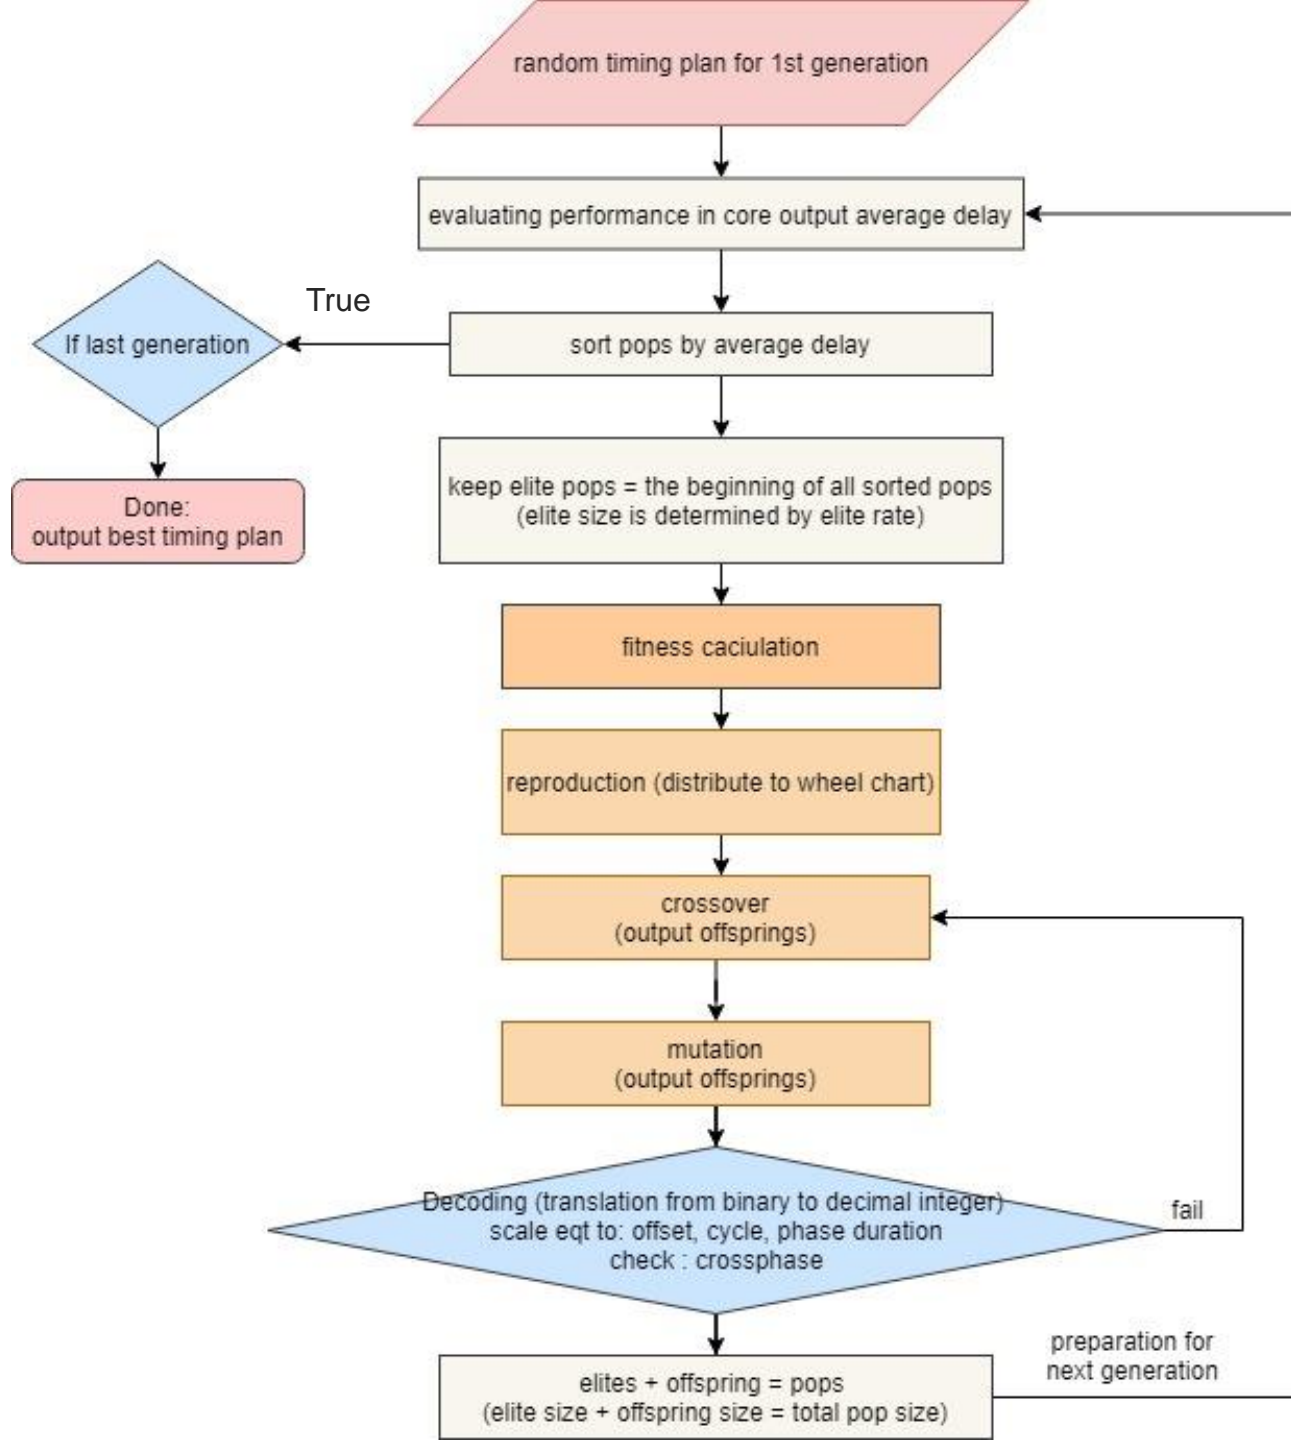 random timing plan for 1st generation
evaluating performance in core output average delay
True
If last generation
sort pops by average delay
keep elite pops = the beginning of all sorted pops
(elite size is determined by elite rate)
Done:
output best timing plan
fitness caciulation
reproduction (distribute to wheel chart)
crossover
(output offsprings)
mutation
(output offsprings)
Decoding (translation from binary to decimal integer)
scale eqt to: offset, cycle, phase duration
check : crossphase
fail
preparation for
next generation
elites + offspring = pops
(elite size + offspring size = total pop size)